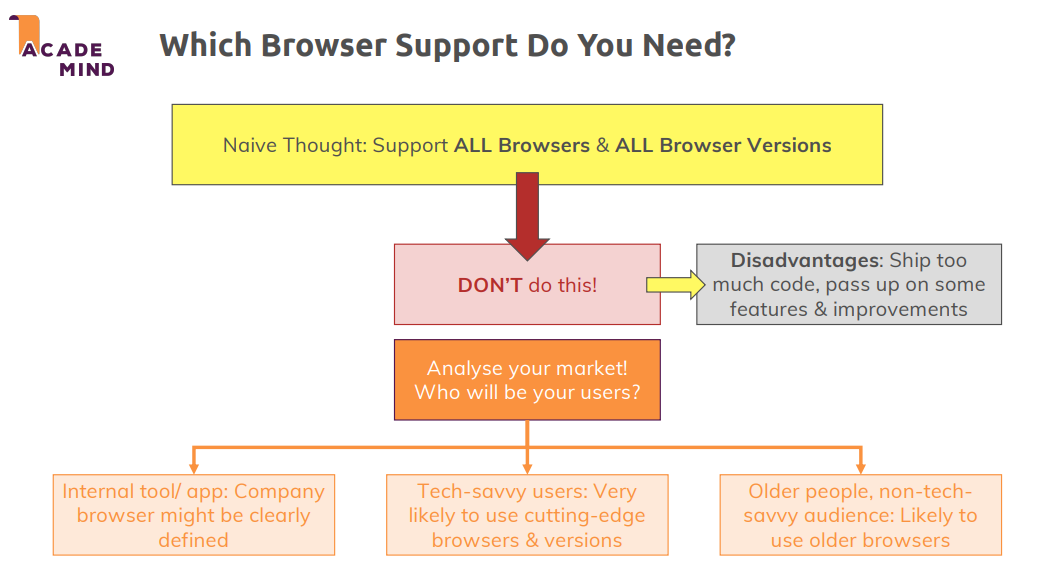 ACADE
MIND
Which Browser Support Do You Need?
Naive Thought: Support ALL Browsers & ALL Browser Versions
DON'T do this!
Disadvantages: Ship too
much code, pass up on some
features & improvements
Analyse your market!
Who will be your users?
Internal tool/ app: Company
browser might be clearly
defined
Tech-savvy users: Very
likely to use cutting-edge
browsers & versions
Older people, non-tech-
savvy audience: Likely to
use older browsers